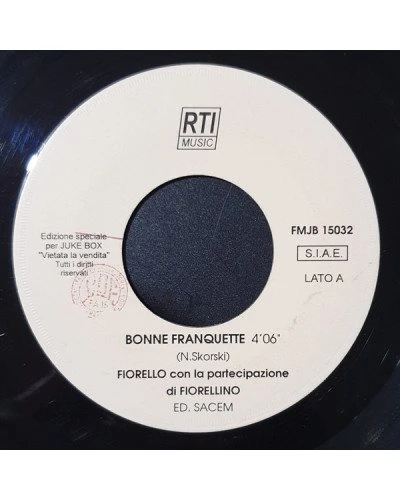 RTI
MUSIC
Edizione speciale
per JUKE BOX
"Vietata la vendita"
Tutti i diritti
riservati
FMJB 15032
S.I.A.E.
LATO A
BONNE FRANQUETTE 4'06"
(N.Skorski)
FIORELLO con la partecipazione
di FIORELLINO
ED. SACEM